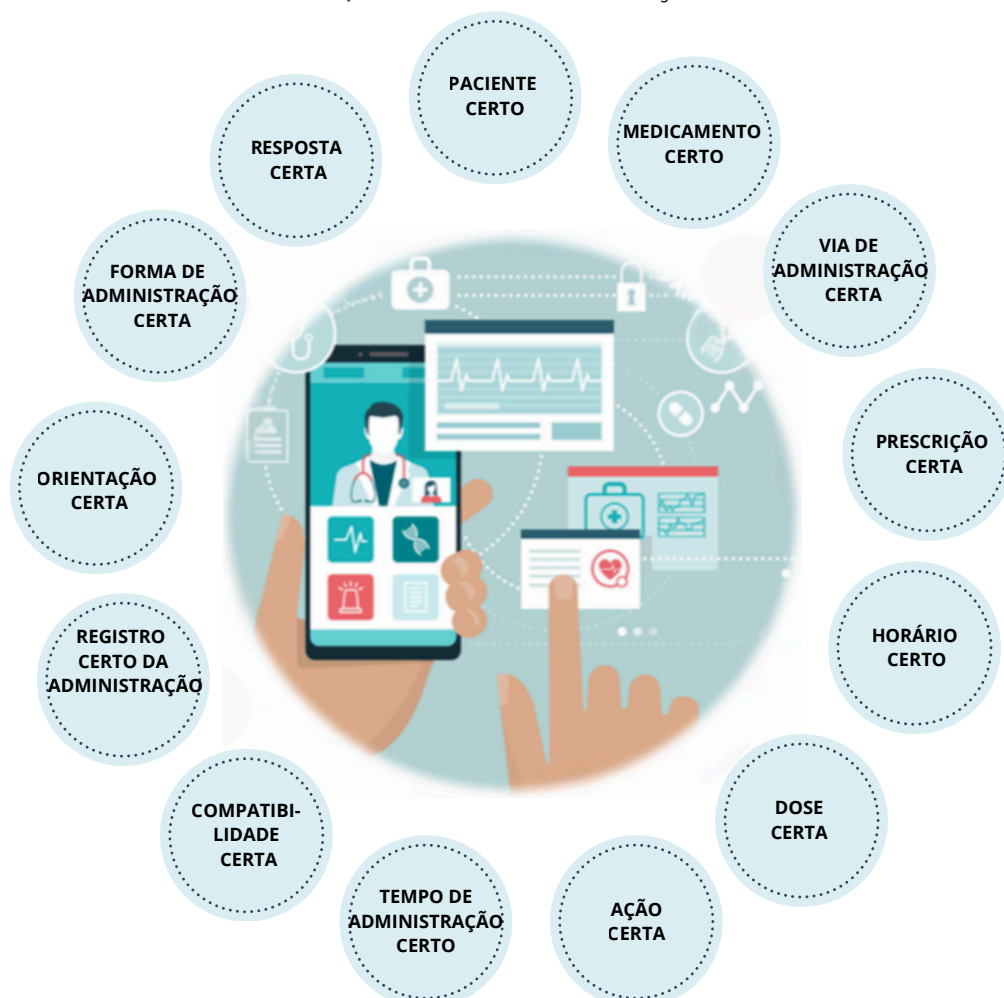 PACIENTE
CERTO
MEDICAMENTO
CERTO
VIA DE
ADMINISTRAÇÃO
CERTA
PRESCRIÇÃO
CERTA
HORÁRIO
CERTO
DOSE
CERTA
AÇÃO
CERTA
TEMPO DE
ADMINISTRAÇÃO
CERTO
COMPATIBI-
LIDADE
CERTA
REGISTRO
CERTO DA
ADMINISTRAÇÃO
ORIENTAÇÃO
CERTA
FORMA DE
ADMINISTRAÇÃO
CERTA
RESPOSTA
CERTA